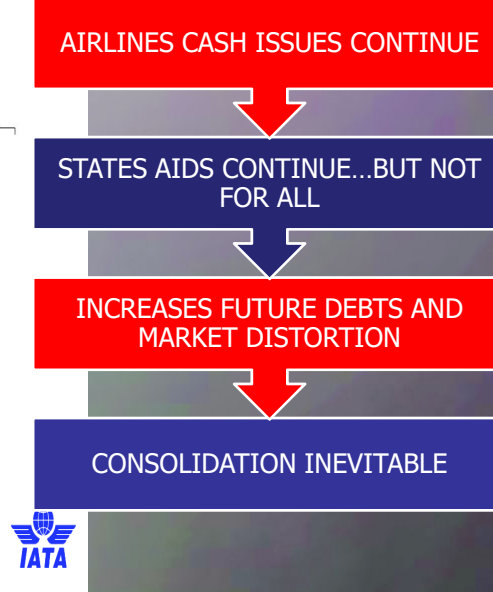 AIRLINES CASH ISSUES CONTINUE
STATES AIDS CONTINUE...BUT NOT
FOR ALL
INCREASES FUTURE DEBTS AND
MARKET DISTORTION
CONSOLIDATION INEVITABLE
IATA